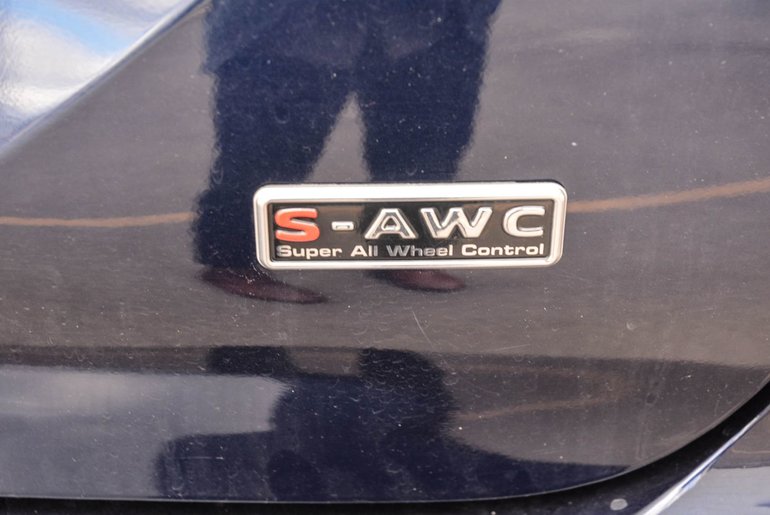 S-AWC
Super All Wheel Control